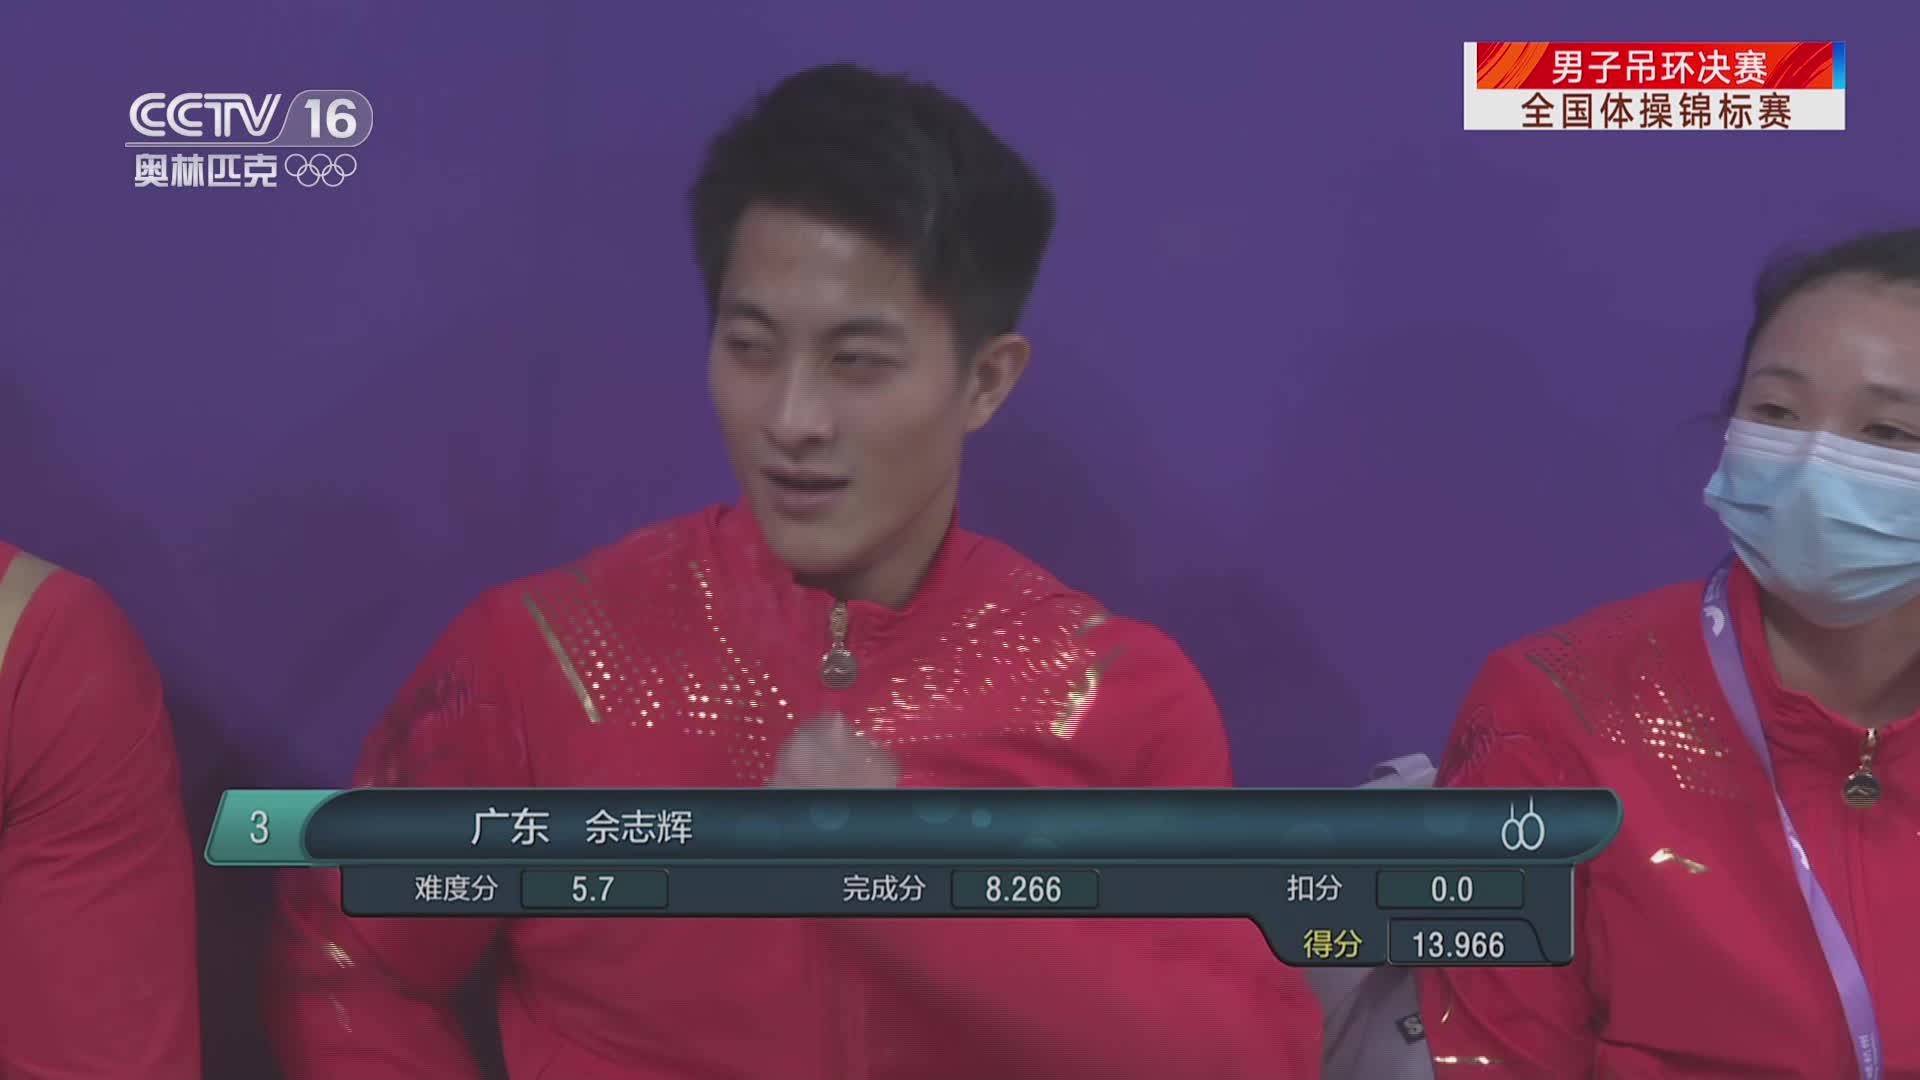 CCTV 16
奥林匹克
男子吊环决赛
全国体操锦标赛
3 广东 佘志辉
难度分 5.7 完成分 8.266 扣分 0.0
得分 13.966